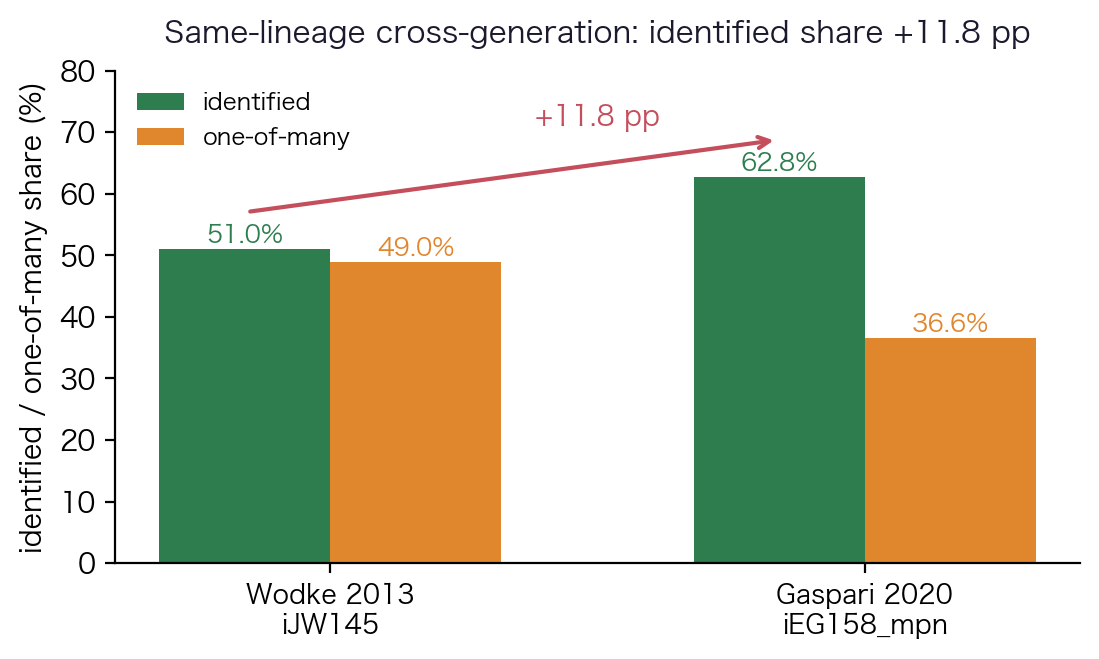 Same-lineage cross-generation: identified share +11.8 pp
identified / one-of-many share (%)
80
70
60
50
40
30
20
10
0
identified
one-of-many
+11.8 pp
51.0%
49.0%
62.8%
36.6%
Wodke 2013
iJW145
Gaspari 2020
iEG158_mpn